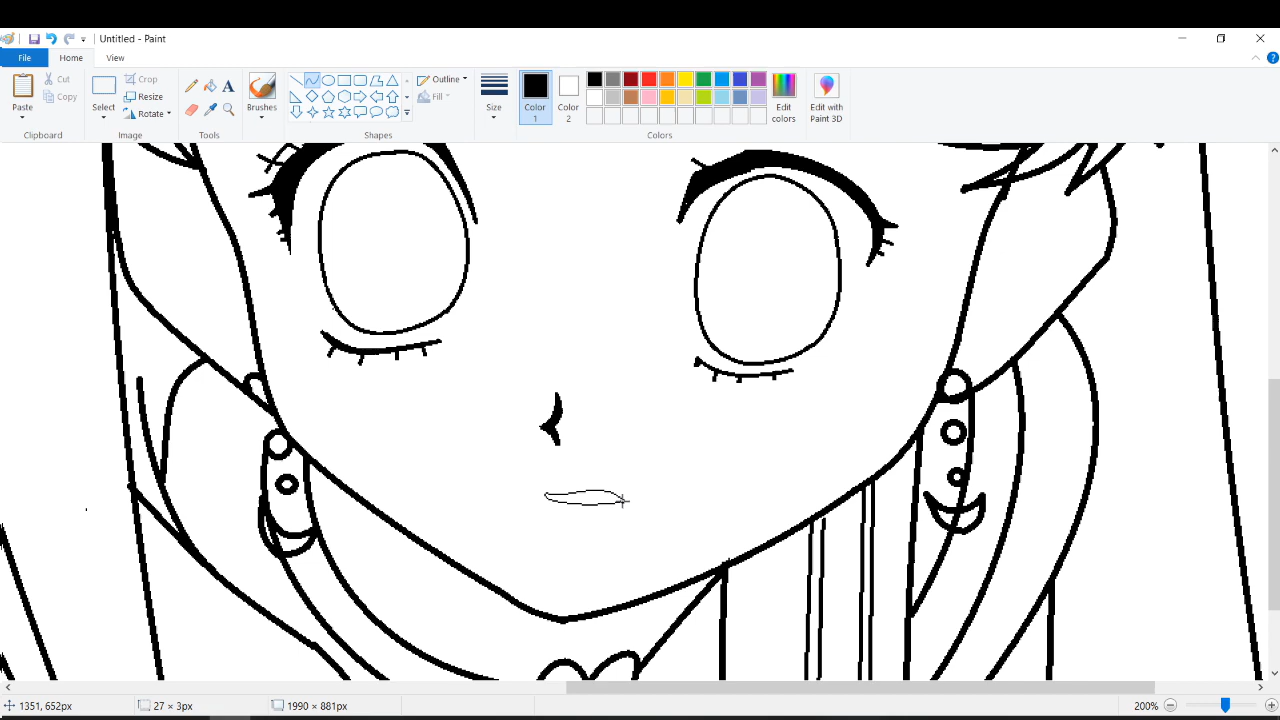 Untitled - Paint
File Home View
Paste
Cut
Copy
Clipboard
Select
Crop
Resize
Rotate
Image
A
Tools
Brushes
Outline
Fill
Shapes
Size
Color 1
Color 2
Edit colors
Colors
Edit with Paint 3D
1351, 652px 27 × 3px 1990 × 881px 200%